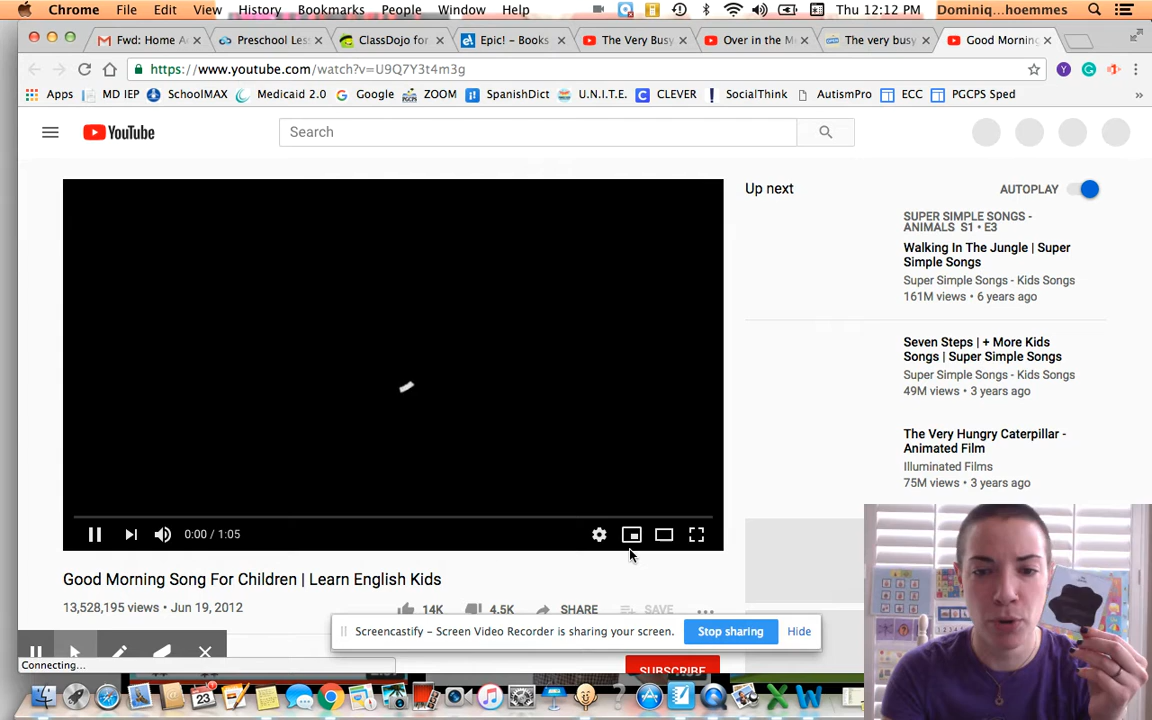 Chrome File Edit View History Bookmarks People Window Help Thu 12:12 PM Dominiq...hoemmes
Fwd: Home A Preschool Les ClassDojo for Epic! – Books The Very Busy Over in the M The very busy Good Morning
https://www.youtube.com/watch?v=U9Q7Y3t4m3g
Apps MD IEP SchoolMAX Medicaid 2.0 Google ZOOM SpanishDict U.N.I.T.E. CLEVER SocialThink AutismPro ECC PGCPS Sped »
YouTube Search
Up next AUTOPLAY
SUPER SIMPLE SONGS -
ANIMALS S1 • E3
Walking In The Jungle | Super
Simple Songs
Super Simple Songs - Kids Songs
161M views • 6 years ago
Seven Steps | + More Kids
Songs | Super Simple Songs
Super Simple Songs - Kids Songs
49M views • 3 years ago
The Very Hungry Caterpillar -
Animated Film
Illuminated Films
75M views • 3 years ago
0:00 / 1:05
Good Morning Song For Children | Learn English Kids
13,528,195 views • Jun 19, 2012
14K 4.5K SHARE SAVE
Screencastify – Screen Video Recorder is sharing your screen. Stop sharing Hide
Connecting...
SUBSCRIBE
23